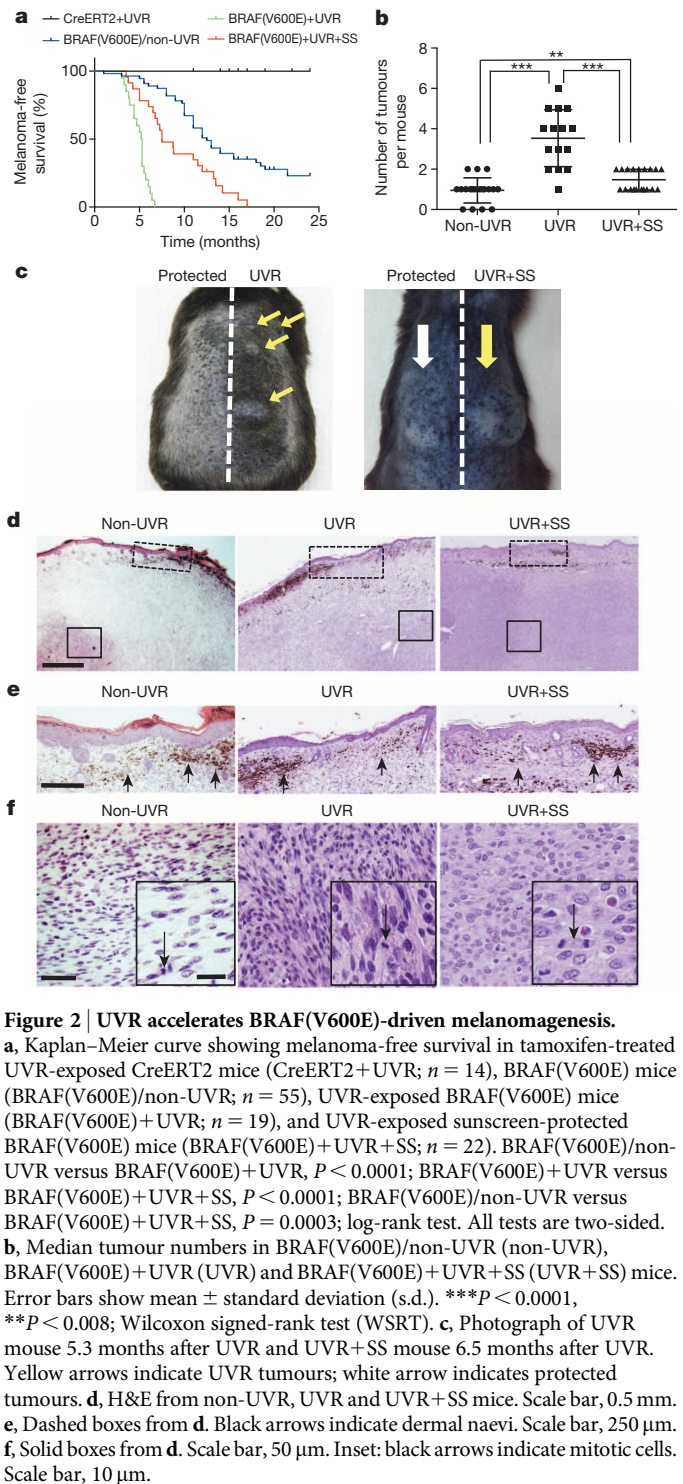 a
CreERT2+UVR
BRAF(V600E)+UVR
BRAF(V600E)/non-UVR
BRAF(V600E)+UVR+SS
Melanoma-free
survival (%)
100
50
0
0 5 10 15 20 25
Time (months)
b
Number of tumours
per mouse
8
6
4
2
0
**
*** ***
Non-UVR UVR UVR+SS
c
Protected UVR
Protected UVR+SS
d
Non-UVR UVR UVR+SS
e
Non-UVR UVR UVR+SS
f
Non-UVR UVR UVR+SS
Figure 2 | UVR accelerates BRAF(V600E)-driven melanomagenesis.
a, Kaplan–Meier curve showing melanoma-free survival in tamoxifen-treated
UVR-exposed CreERT2 mice (CreERT2+UVR; n = 14), BRAF(V600E) mice
(BRAF(V600E)/non-UVR; n = 55), UVR-exposed BRAF(V600E) mice
(BRAF(V600E)+UVR; n = 19), and UVR-exposed sunscreen-protected
BRAF(V600E) mice (BRAF(V600E)+UVR+SS; n = 22). BRAF(V600E)/non-
UVR versus BRAF(V600E)+UVR, P < 0.0001; BRAF(V600E)+UVR versus
BRAF(V600E)+UVR+SS, P < 0.0001; BRAF(V600E)/non-UVR versus
BRAF(V600E)+UVR+SS, P = 0.0003; log-rank test. All tests are two-sided.
b, Median tumour numbers in BRAF(V600E)/non-UVR (non-UVR),
BRAF(V600E)+UVR (UVR) and BRAF(V600E)+UVR+SS (UVR+SS) mice.
Error bars show mean ± standard deviation (s.d.). ***P < 0.0001,
**P < 0.008; Wilcoxon signed-rank test (WSRT). c, Photograph of UVR
mouse 5.3 months after UVR and UVR+SS mouse 6.5 months after UVR.
Yellow arrows indicate UVR tumours; white arrow indicates protected
tumours. d, H&E from non-UVR, UVR and UVR+SS mice. Scale bar, 0.5 mm.
e, Dashed boxes from d. Black arrows indicate dermal naevi. Scale bar, 250 μm.
f, Solid boxes from d. Scale bar, 50 μm. Inset: black arrows indicate mitotic cells.
Scale bar, 10 μm.